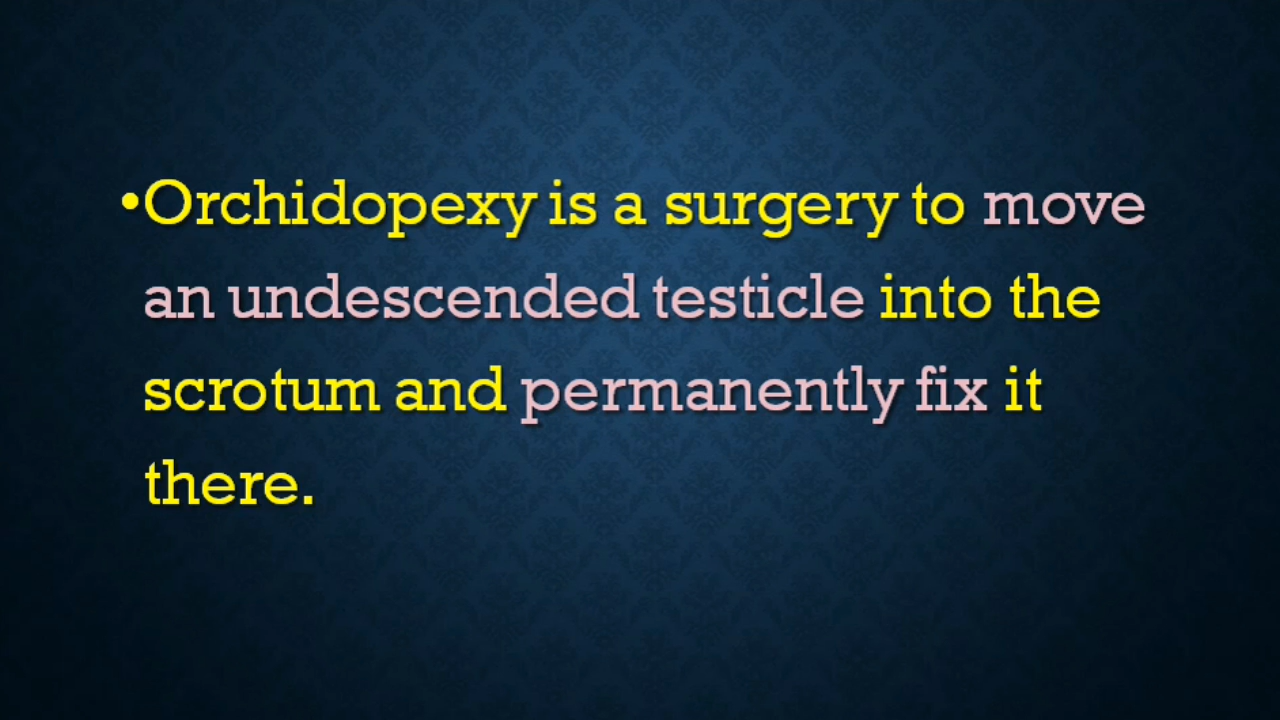 •Orchidopexy is a surgery to move
an undescended testicle into the
scrotum and permanently fix it
there.